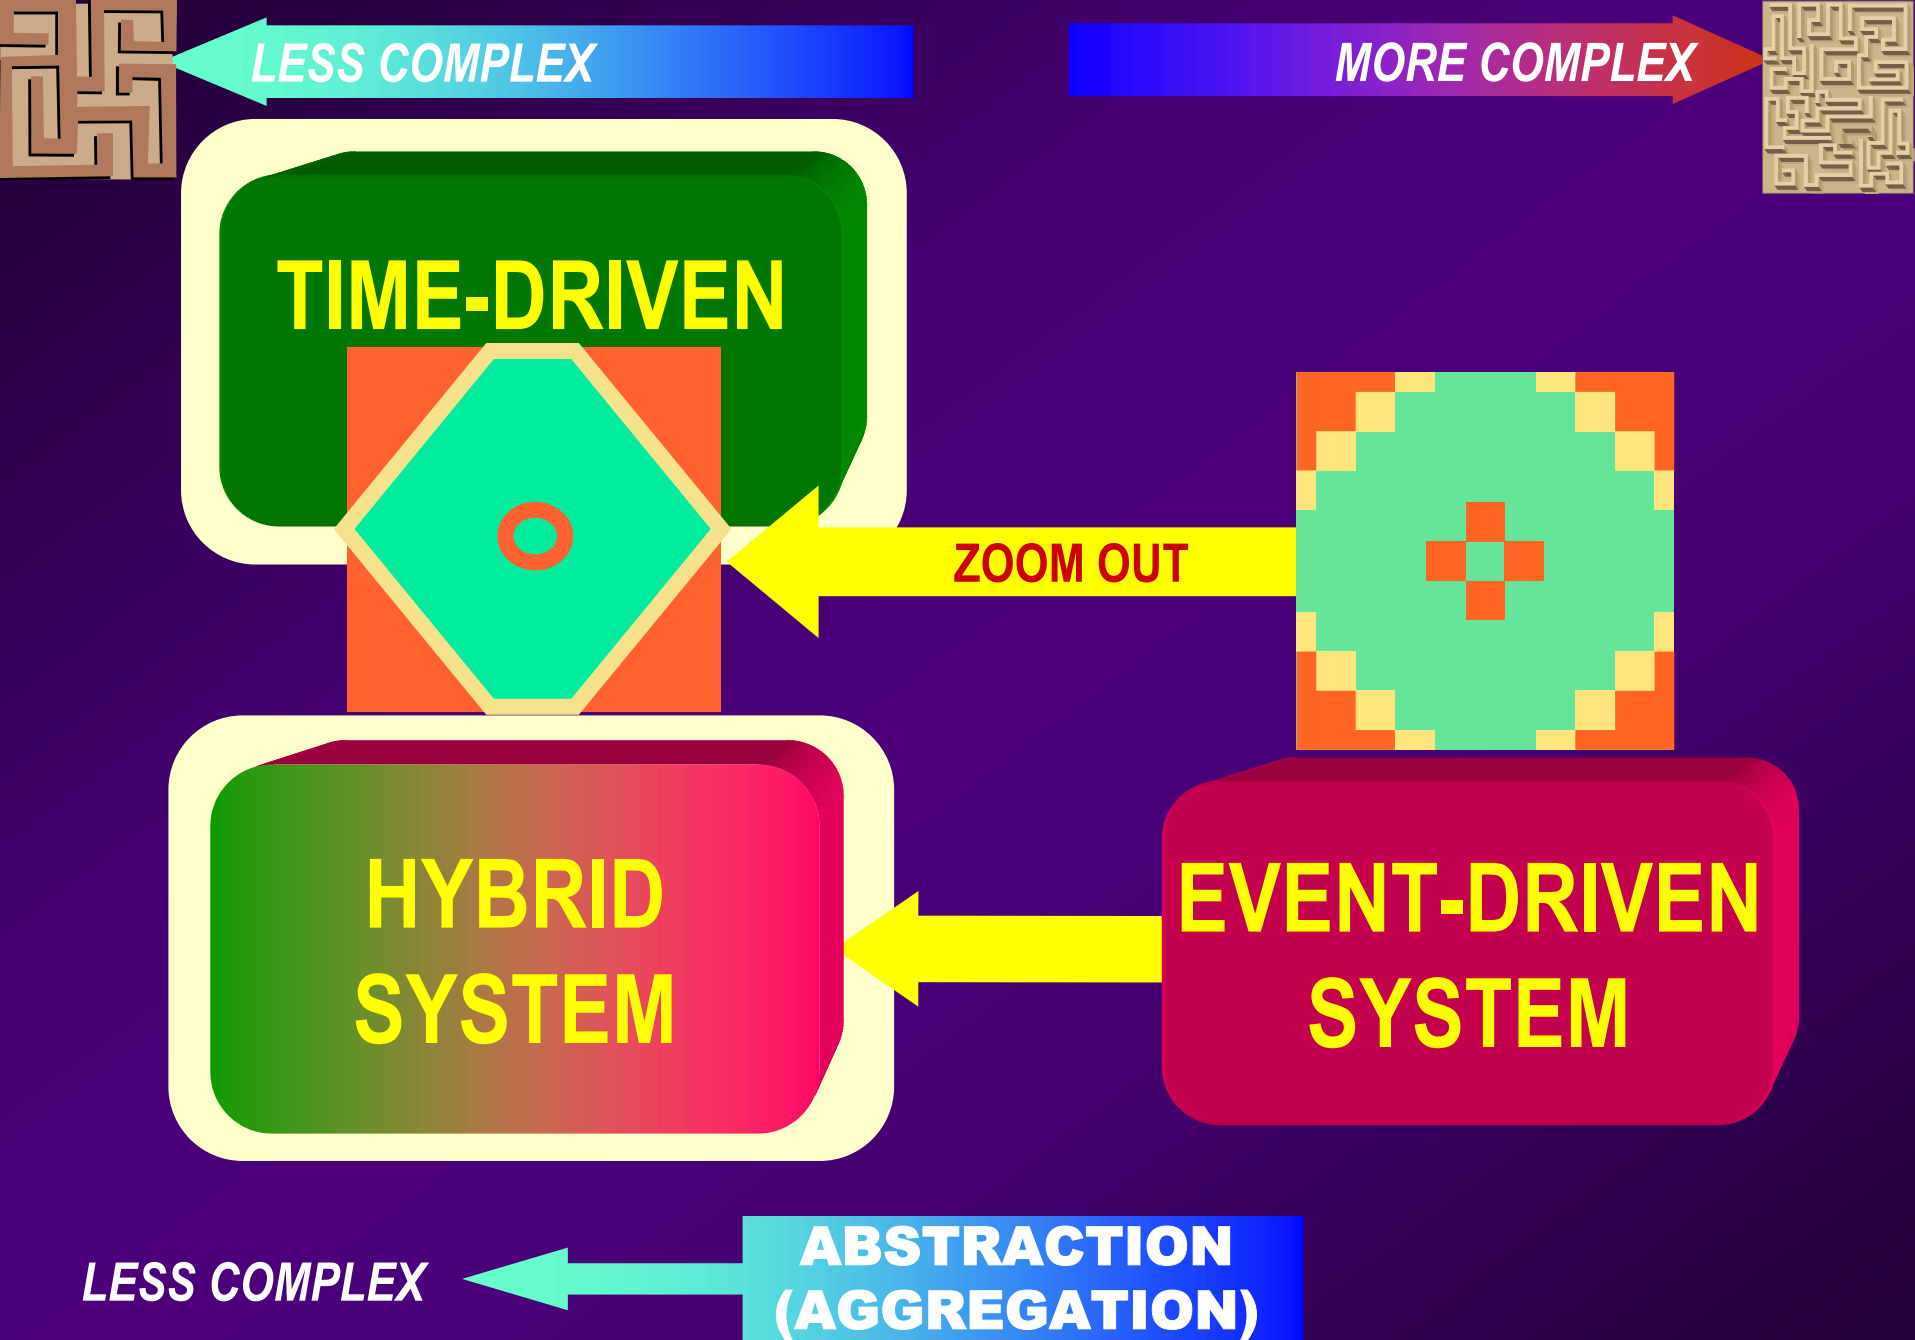 LESS COMPLEX
MORE COMPLEX
TIME-DRIVEN
ZOOM OUT
HYBRID
SYSTEM
EVENT-DRIVEN
SYSTEM
LESS COMPLEX
ABSTRACTION
(AGGREGATION)